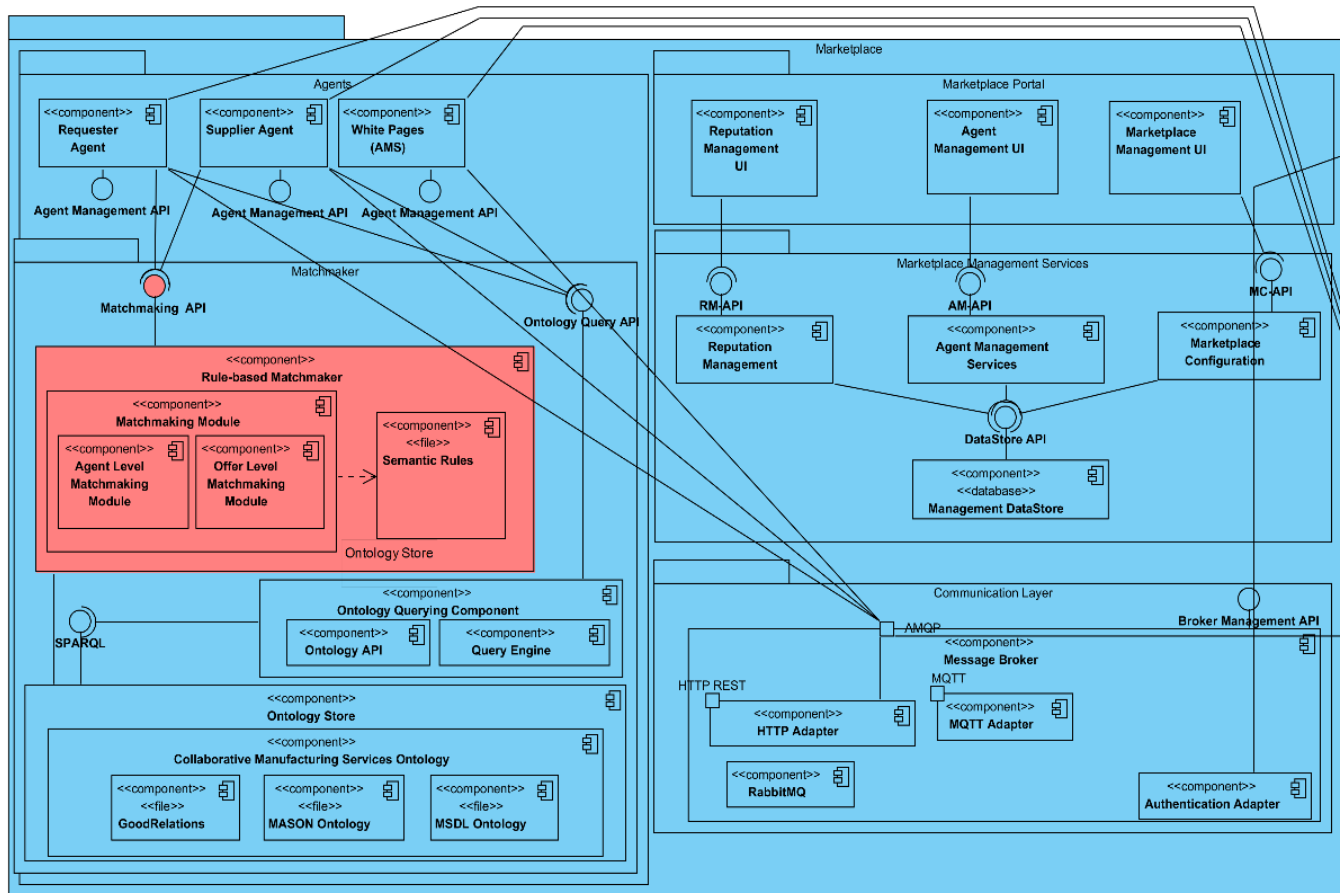 Marketplace
Agents
<<component>>
Requester
Agent
<<component>>
Supplier Agent
<<component>>
White Pages
(AMS)
Agent Management API
Agent Management API
Agent Management API
Matchmaker
Matchmaking API
Ontology Query API
<<component>>
Rule-based Matchmaker
<<component>>
Matchmaking Module
<<component>>
Agent Level
Matchmaking
Module
<<component>>
Offer Level
Matchmaking
Module
<<component>>
<<file>>
Semantic Rules
Ontology Store
<<component>>
Ontology Querying Component
<<component>>
Ontology API
<<component>>
Query Engine
SPARQL
<<component>>
Ontology Store
<<component>>
Collaborative Manufacturing Services Ontology
<<component>>
<<file>>
GoodRelations
<<component>>
<<file>>
MASON Ontology
<<component>>
<<file>>
MSDL Ontology
Marketplace Portal
<<component>>
Reputation
Management
UI
<<component>>
Agent
Management UI
<<component>>
Marketplace
Management UI
Marketplace Management Services
RM-API
AM-API
MC-API
<<component>>
Reputation
Management
<<component>>
Agent Management
Services
<<component>>
Marketplace
Configuration
DataStore API
<<component>>
<<database>>
Management DataStore
Communication Layer
Broker Management API
AMQP
<<component>>
Message Broker
HTTP REST
<<component>>
HTTP Adapter
MQTT
<<component>>
MQTT Adapter
<<component>>
RabbitMQ
<<component>>
Authentication Adapter